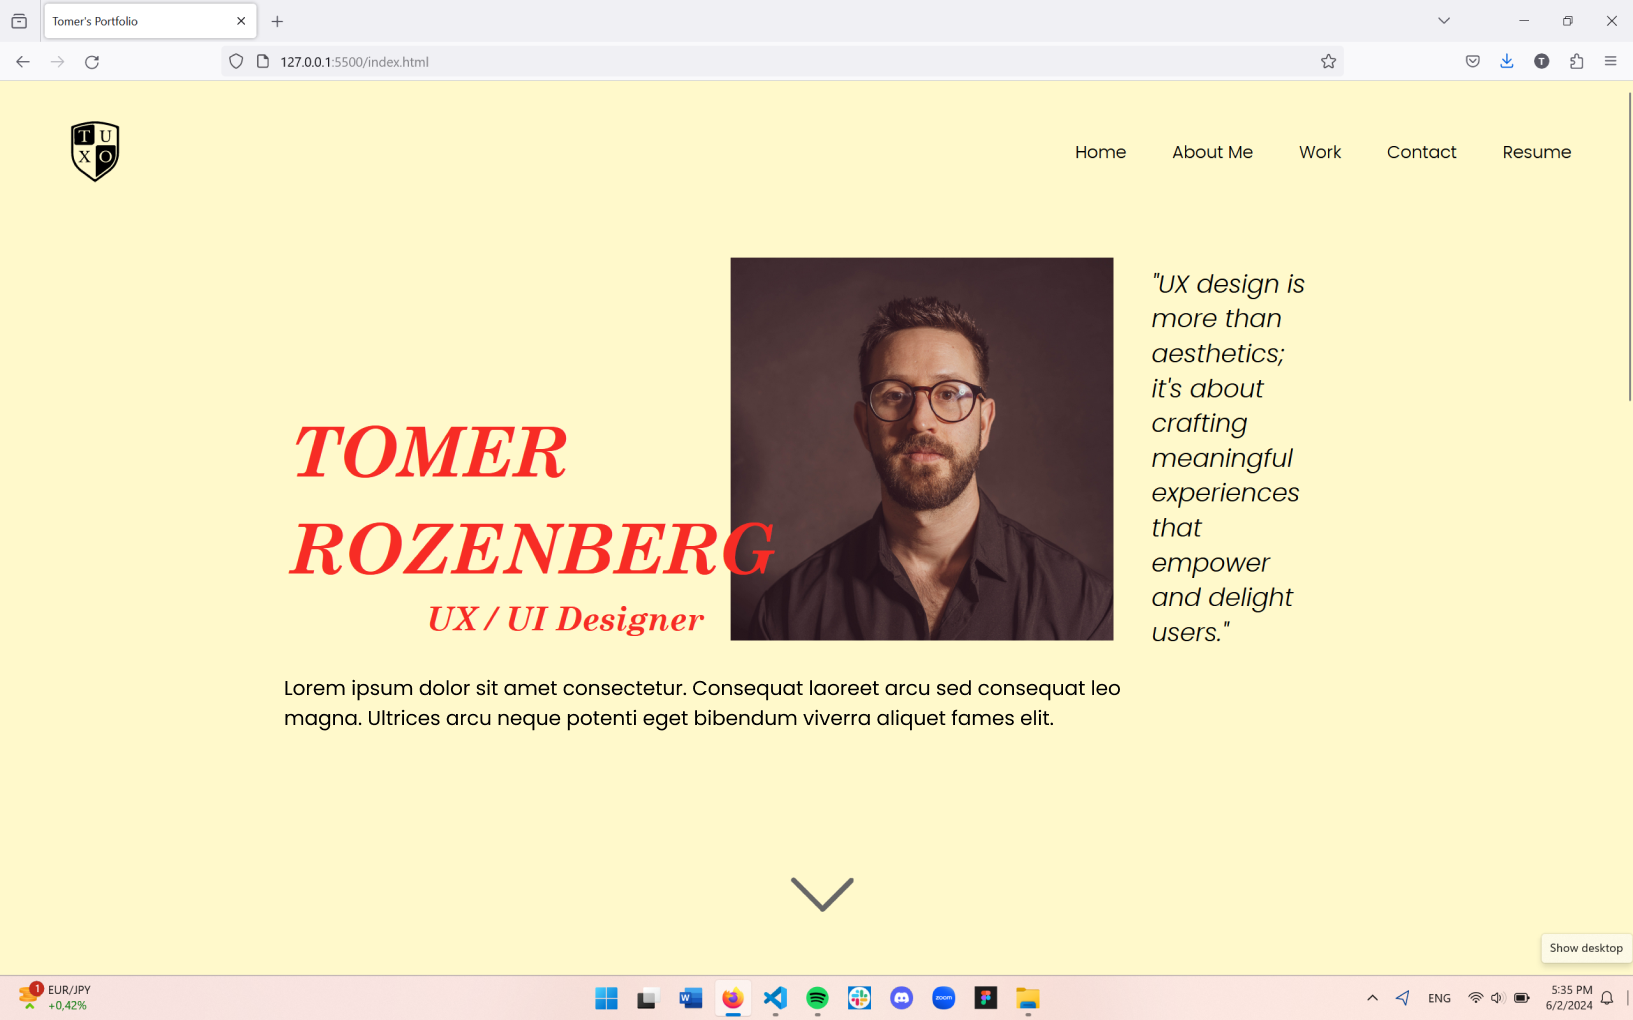 Tomer's Portfolio
127.0.0.1:5500/index.html
T
T U
X O
Home About Me Work Contact Resume
TOMER
ROZENBERG
UX / UI Designer
"UX design is
more than
aesthetics;
it's about
crafting
meaningful
experiences
that
empower
and delight
users."
Lorem ipsum dolor sit amet consectetur. Consequat laoreet arcu sed consequat leo
magna. Ultrices arcu neque potenti eget bibendum viverra aliquet fames elit.
Show desktop
1
EUR/JPY
+0,42%
W
zoom
ENG
5:35 PM
6/2/2024